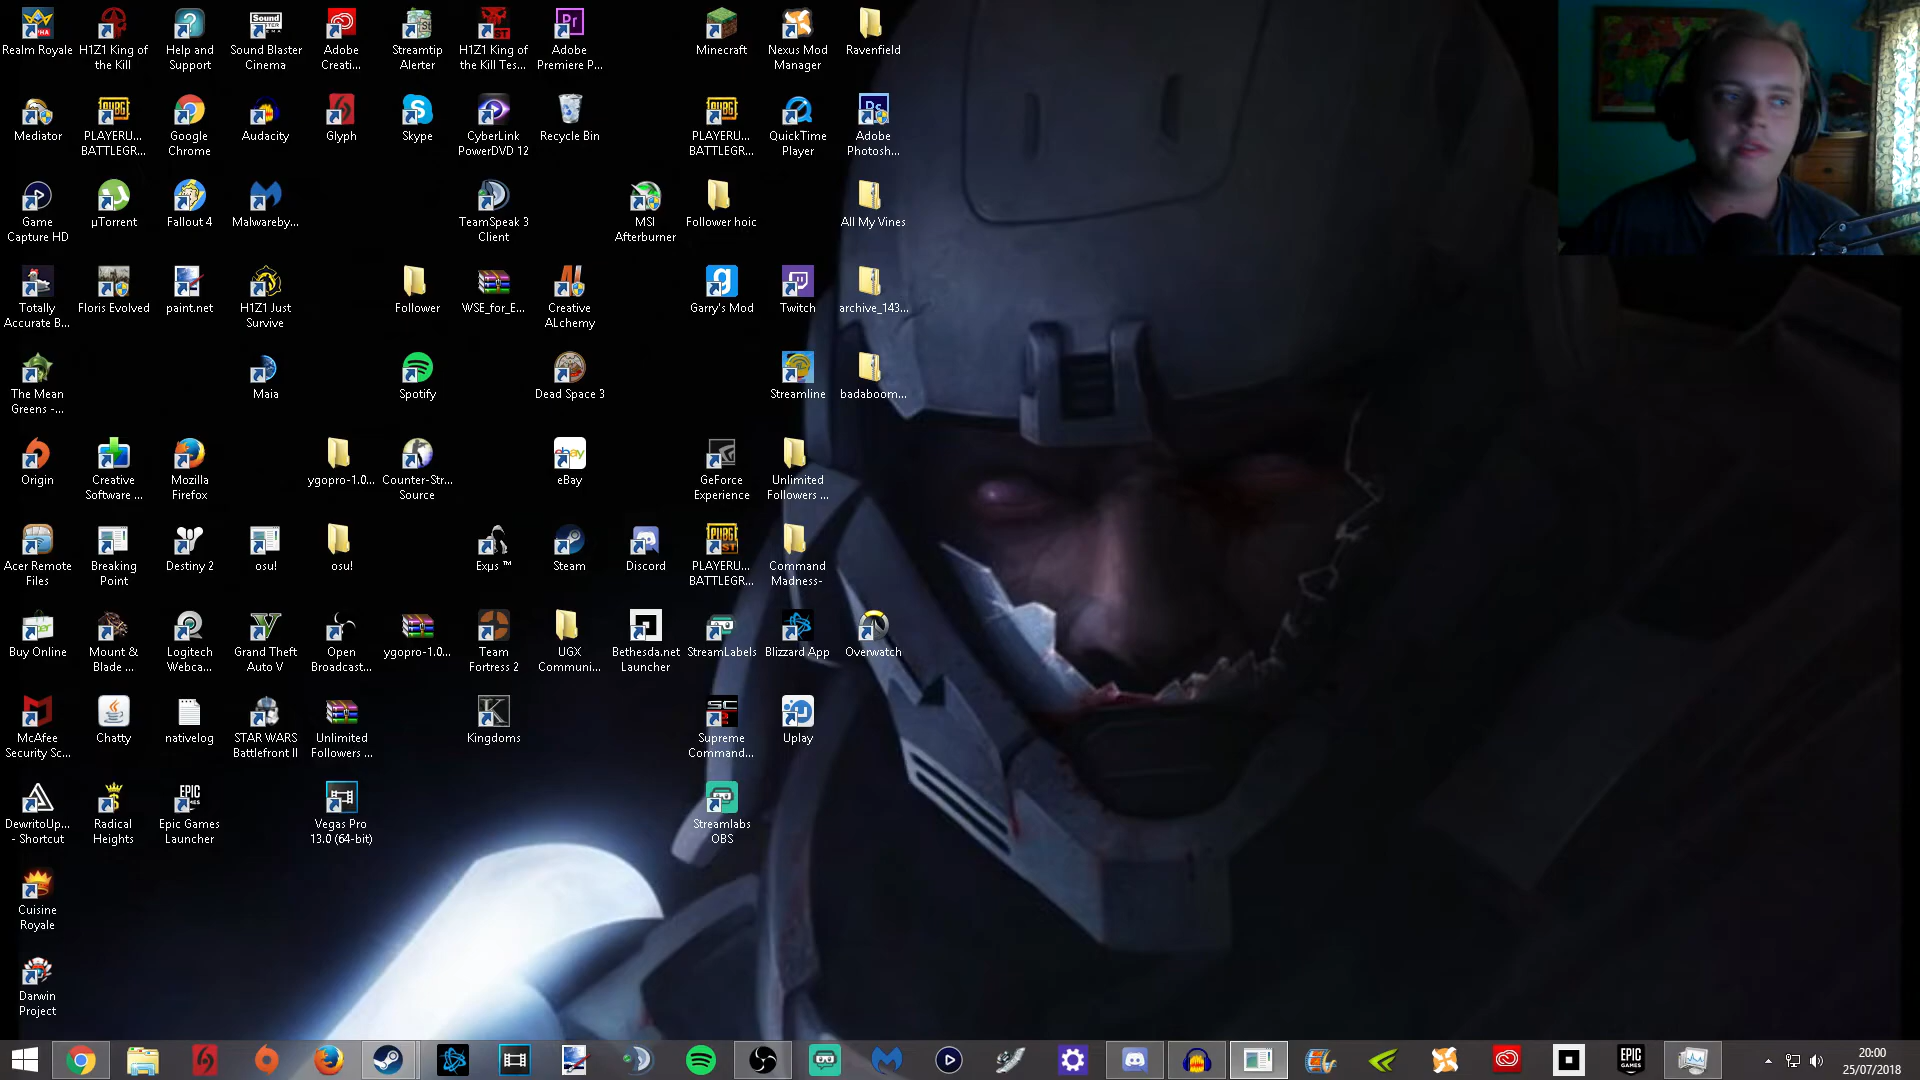 Realm Royale
H1Z1 King of
the Kill
Help and
Support
Sound Blaster
Cinema
Adobe
Creati...
Streamtip
Alerter
H1Z1 King of
the Kill Tes...
Adobe
Premiere P...
Minecraft
Nexus Mod
Manager
Ravenfield
Mediator
PLAYERU...
BATTLEGR...
Google
Chrome
Audacity
Glyph
Skype
CyberLink
PowerDVD 12
Recycle Bin
PLAYERU...
BATTLEGR...
QuickTime
Player
Adobe
Photosh...
Game
Capture HD
µTorrent
Fallout 4
Malwareby...
TeamSpeak 3
Client
MSI
Afterburner
Follower hoic
All My Vines
Totally
Accurate B...
Floris Evolved
paint.net
H1Z1 Just
Survive
Follower
WSE_for_E...
Creative
ALchemy
Garry's Mod
Twitch
archive_143...
The Mean
Greens -...
Maia
Spotify
Dead Space 3
Streamline
badaboom...
Origin
Creative
Software ...
Mozilla
Firefox
ygopro-1.0...
Counter-Str...
Source
eBay
GeForce
Experience
Unlimited
Followers ...
Acer Remote
Files
Breaking
Point
Destiny 2
osu!
osu!
Exµs ™
Steam
Discord
PLAYERU...
BATTLEGR...
Command
Madness-
Buy Online
Mount &
Blade ...
Logitech
Webca...
Grand Theft
Auto V
Open
Broadcast...
ygopro-1.0...
Team
Fortress 2
UGX
Communi...
Bethesda.net
Launcher
StreamLabels
Blizzard App
Overwatch
McAfee
Security Sc...
Chatty
nativelog
STAR WARS
Battlefront II
Unlimited
Followers ...
Kingdoms
Supreme
Command...
Uplay
DewritoUp...
- Shortcut
Radical
Heights
Epic Games
Launcher
Vegas Pro
13.0 (64-bit)
Streamlabs
OBS
Cuisine
Royale
Darwin
Project
20:00
25/07/2018